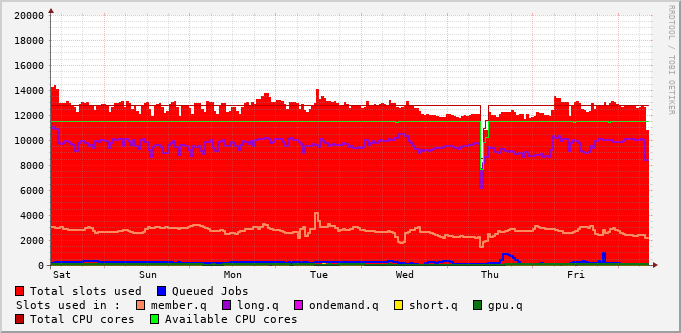 20000
18000
16000
14000
12000
10000
8000
6000
4000
2000
0
Sat Sun Mon Tue Wed Thu Fri
RRDTOOL / TOBI OETIKER
Total slots used Queued Jobs
Slots used in : member.q long.q ondemand.q short.q gpu.q
Total CPU cores Available CPU cores